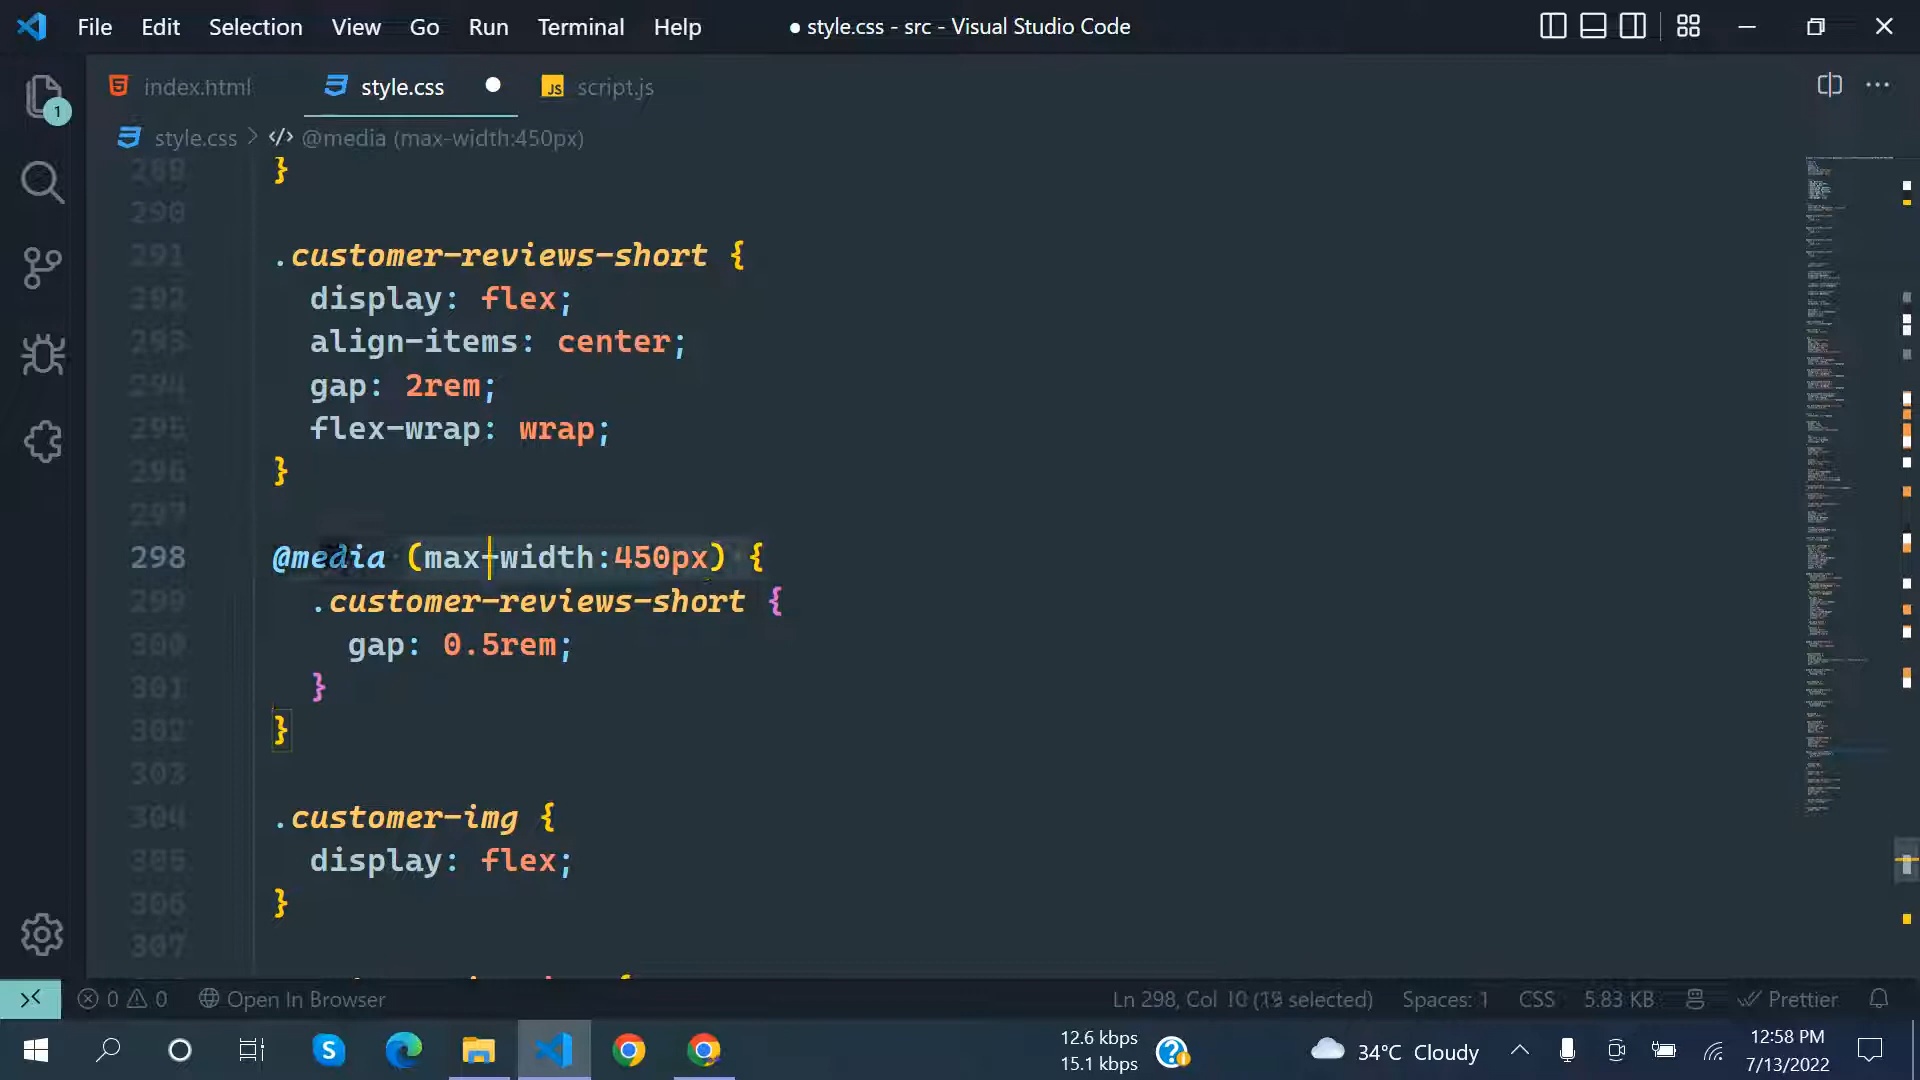 File Edit Selection View Go Run Terminal Help
● style.css - src - Visual Studio Code
index.html
style.css
JS script.js
1
style.css > </> @media (max-width:450px)
289 }
290
291 .customer-reviews-short {
292 display: flex;
293 align-items: center;
294 gap: 2rem;
295 flex-wrap: wrap;
296 }
297
298 @media (max-width:450px) {
299 .customer-reviews-short {
300 gap: 0.5rem;
301 }
302 }
303
304 .customer-img {
305 display: flex;
306 }
307
0 0 Open In Browser
Ln 298, Col 10 (19 selected) Spaces: 1 CSS 5.83 KB Prettier
12.6 kbps
15.1 kbps
34°C Cloudy
12:58 PM
7/13/2022